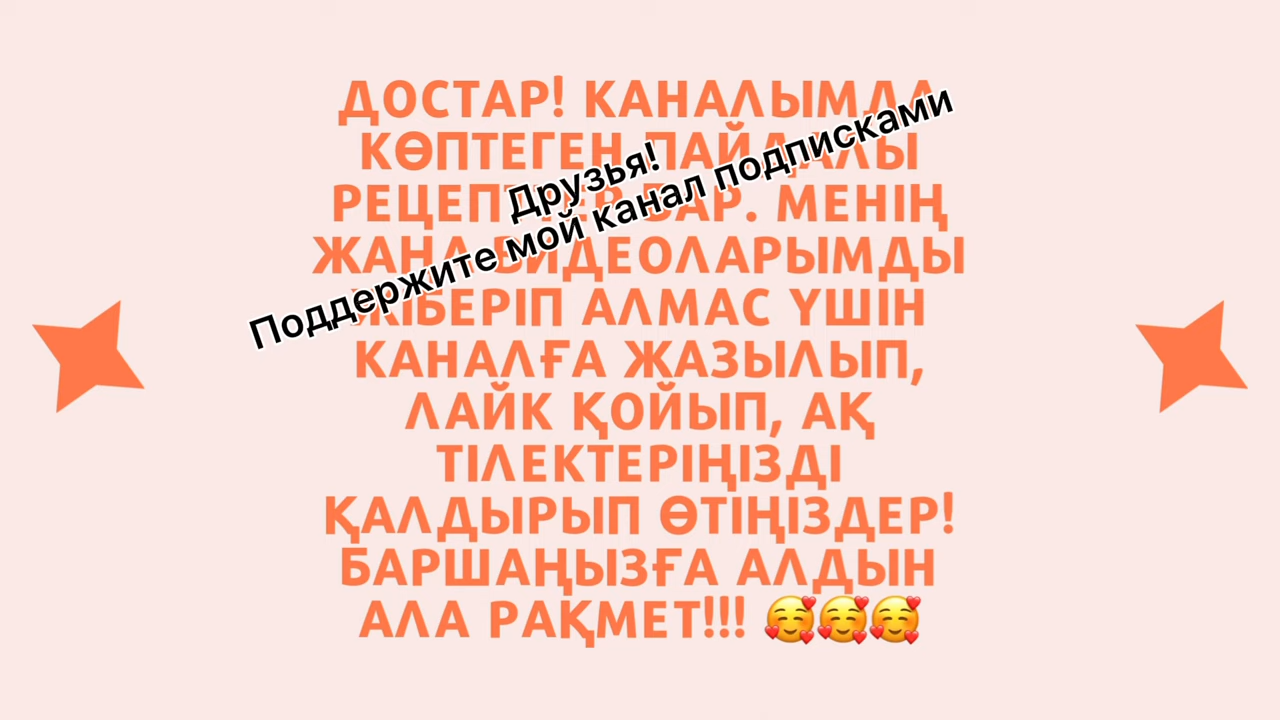 ДОСТАР! КАНАЛЫМДА
КӨПТЕГЕН ПАЙДАЛЫ
РЕЦЕПТЕР БАР. МЕНІҢ
ЖАҢА ВИДЕОЛАРЫМДЫ
ЖІБЕРІП АЛМАС ҮШІН
КАНАЛҒА ЖАЗЫЛЫП,
ЛАЙК ҚОЙЫП, АҚ
ТІЛЕКТЕРІҢІЗДІ
ҚАЛДЫРЫП ӨТІҢІЗДЕР!
БАРШАҢЫЗҒА АЛДЫН
АЛА РАҚМЕТ!!! 🥰🥰🥰
Друзья!
Поддержите мой канал подписками